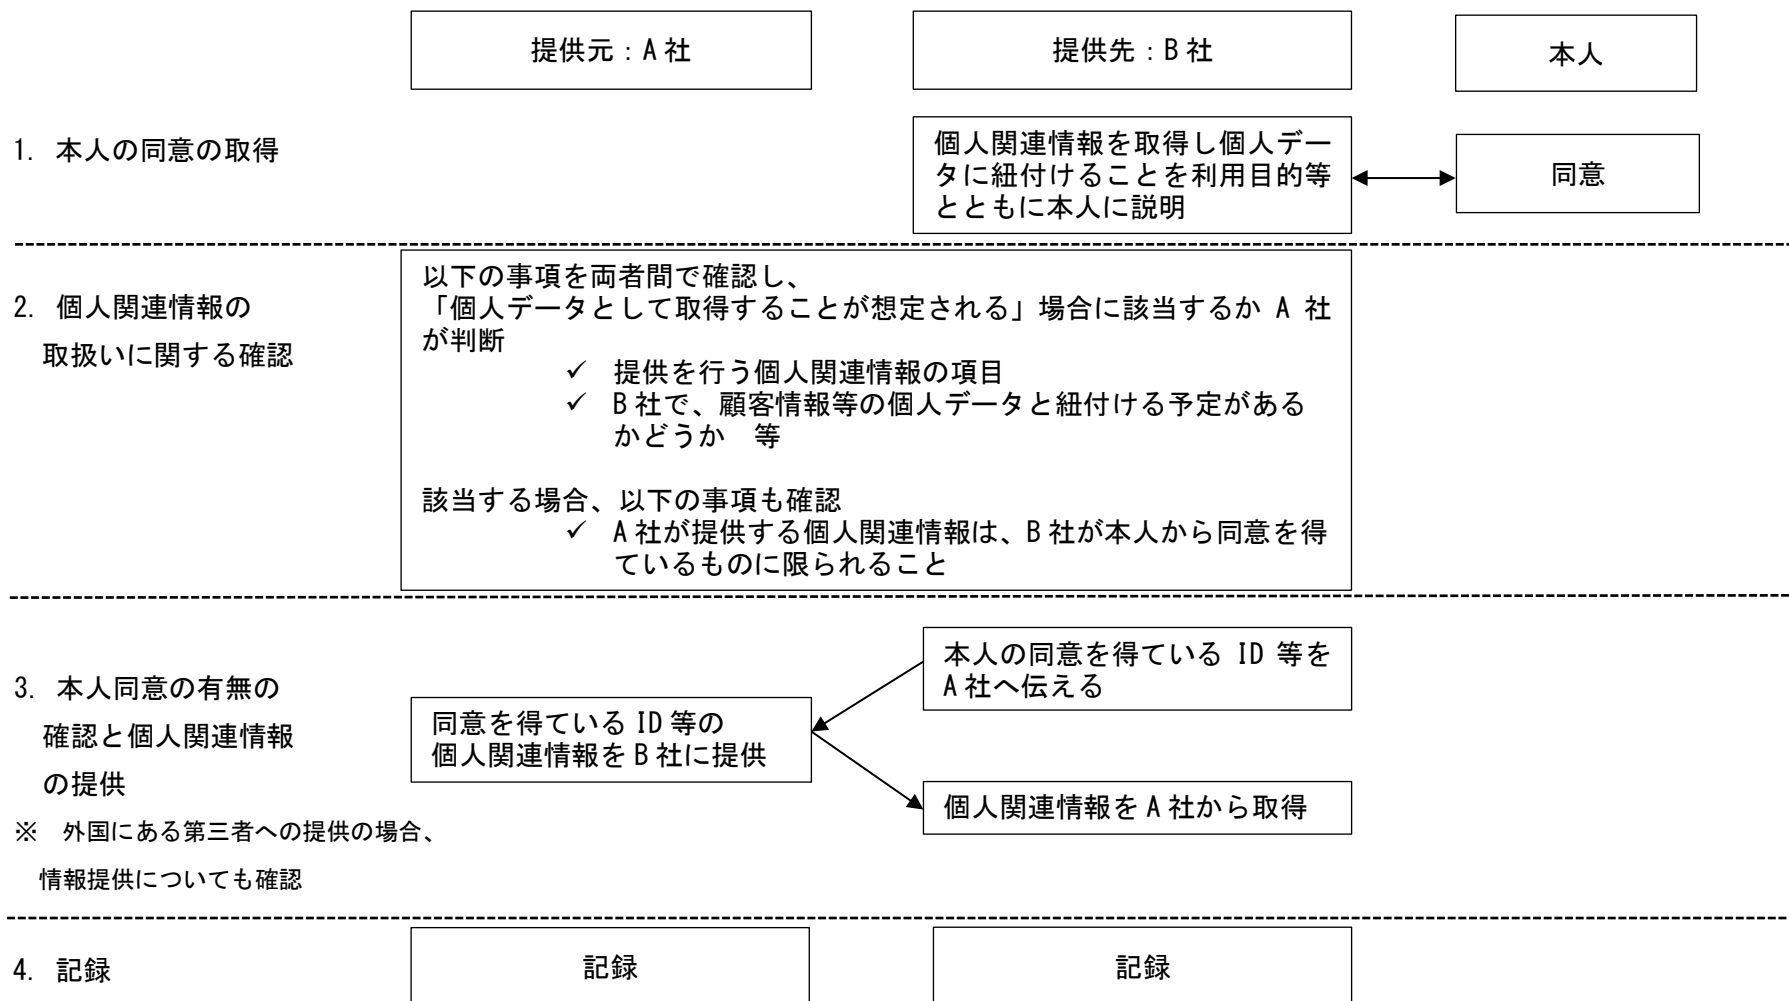 提供元：A社
提供先：B社
本人
1. 本人の同意の取得
個人関連情報を取得し個人デー
タに紐付けることを利用目的等
とともに本人に説明
同意
2. 個人関連情報の
取扱いに関する確認
以下の事項を両者間で確認し、
「個人データとして取得することが想定される」場合に該当するか A 社
が判断
✓ 提供を行う個人関連情報の項目
✓ B社で、顧客情報等の個人データと紐付ける予定がある
かどうか　等
該当する場合、以下の事項も確認
✓ A社が提供する個人関連情報は、B社が本人から同意を得
ているものに限られること
3. 本人同意の有無の
確認と個人関連情報
の提供
※　外国にある第三者への提供の場合、
情報提供についても確認
本人の同意を得ている ID 等を
A社へ伝える
同意を得ている ID 等の
個人関連情報を B 社に提供
個人関連情報を A 社から取得
4. 記録
記録
記録